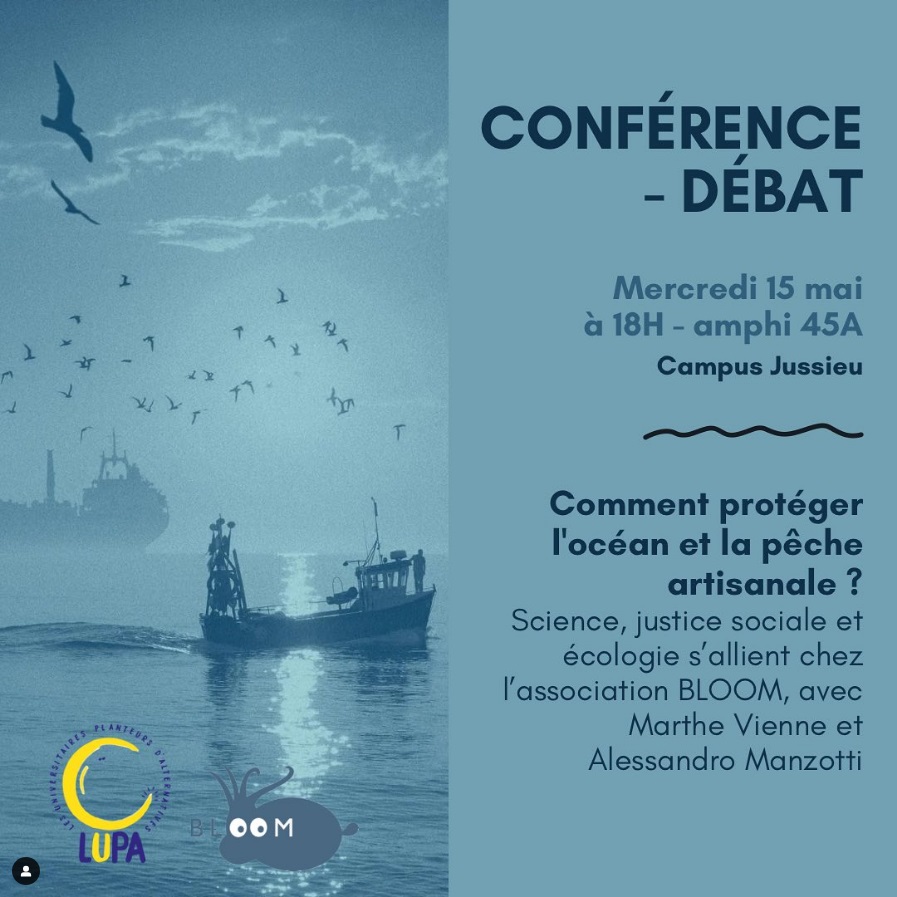 CONFÉRENCE
- DÉBAT
Mercredi 15 mai
à 18H - amphi 45A
Campus Jussieu
Comment protéger
l'océan et la pêche
artisanale ?
Science, justice sociale et
écologie s’allient chez
l’association BLOOM, avec
Marthe Vienne et
Alessandro Manzotti
LES UNIVERSITAIRES PLANTEURS D'ALTERNATIVES
LUPA
BLOOM